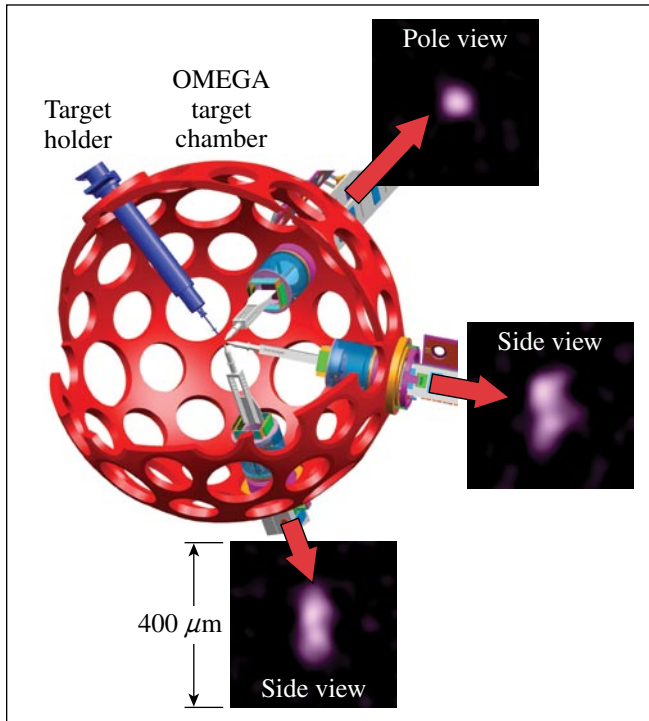 Pole view
OMEGA
target
chamber
Target
holder
Side view
400 μm
Side view